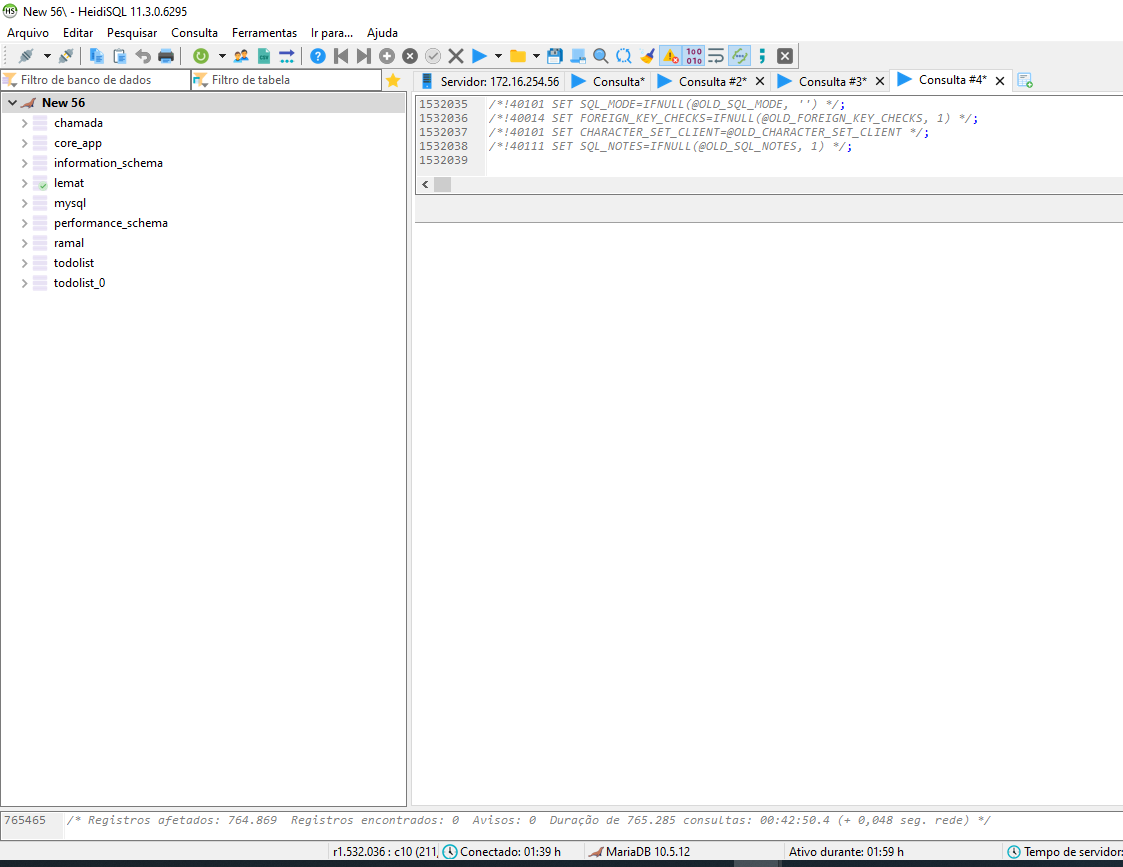 New 56\ - HeidiSQL 11.3.0.6295
Arquivo Editar Pesquisar Consulta Ferramentas Ir para... Ajuda
Filtro de banco de dados
Filtro de tabela
Servidor: 172.16.254.56 Consulta* Consulta #2* Consulta #3* Consulta #4*
New 56
chamada
core_app
information_schema
lemat
mysql
performance_schema
ramal
todolist
todolist_0
1532035 /*!40101 SET SQL_MODE=IFNULL(@OLD_SQL_MODE, '') */;
1532036 /*!40014 SET FOREIGN_KEY_CHECKS=IFNULL(@OLD_FOREIGN_KEY_CHECKS, 1) */;
1532037 /*!40101 SET CHARACTER_SET_CLIENT=@OLD_CHARACTER_SET_CLIENT */;
1532038 /*!40111 SET SQL_NOTES=IFNULL(@OLD_SQL_NOTES, 1) */;
1532039
765465 /* Registros afetados: 764.869 Registros encontrados: 0 Avisos: 0 Duração de 765.285 consultas: 00:42:50.4 (+ 0,048 seg. rede) */
r1.532.036 : c10 (211, Conectado: 01:39 h MariaDB 10.5.12 Ativo durante: 01:59 h Tempo de servidor: